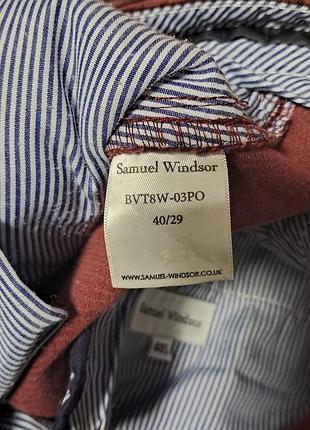 Samuel Windsor
BVT8W-03PO
40/29
WWW.SAMUEL-WINDSOR.CO.UK
Samuel Windsor